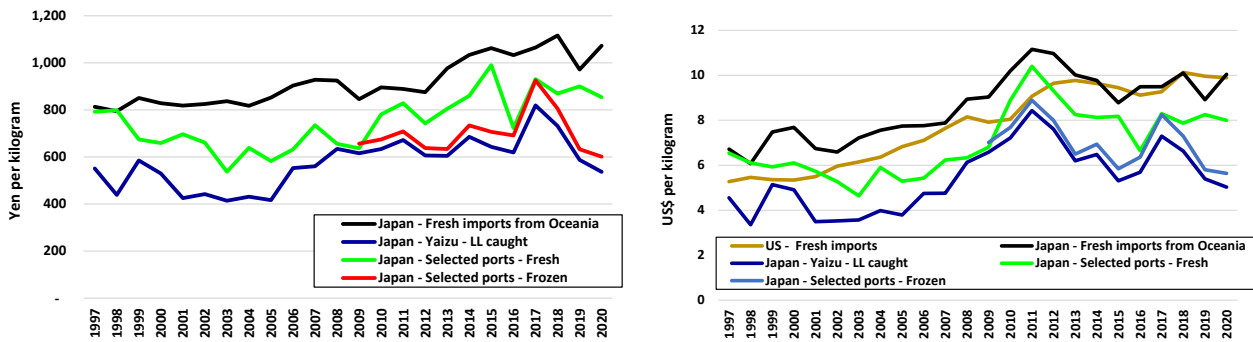 Yen per kilogram
1,200
1,000
800
600
400
200
-
1997 1998 1999 2000 2001 2002 2003 2004 2005 2006 2007 2008 2009 2010 2011 2012 2013 2014 2015 2016 2017 2018 2019 2020
Japan - Fresh imports from Oceania
Japan - Yaizu - LL caught
Japan - Selected ports - Fresh
Japan - Selected ports - Frozen
US$ per kilogram
12
10
8
6
4
2
0
1997 1998 1999 2000 2001 2002 2003 2004 2005 2006 2007 2008 2009 2010 2011 2012 2013 2014 2015 2016 2017 2018 2019 2020
US - Fresh imports
Japan - Fresh imports from Oceania
Japan - Yaizu - LL caught
Japan - Selected ports - Fresh
Japan - Selected ports - Frozen